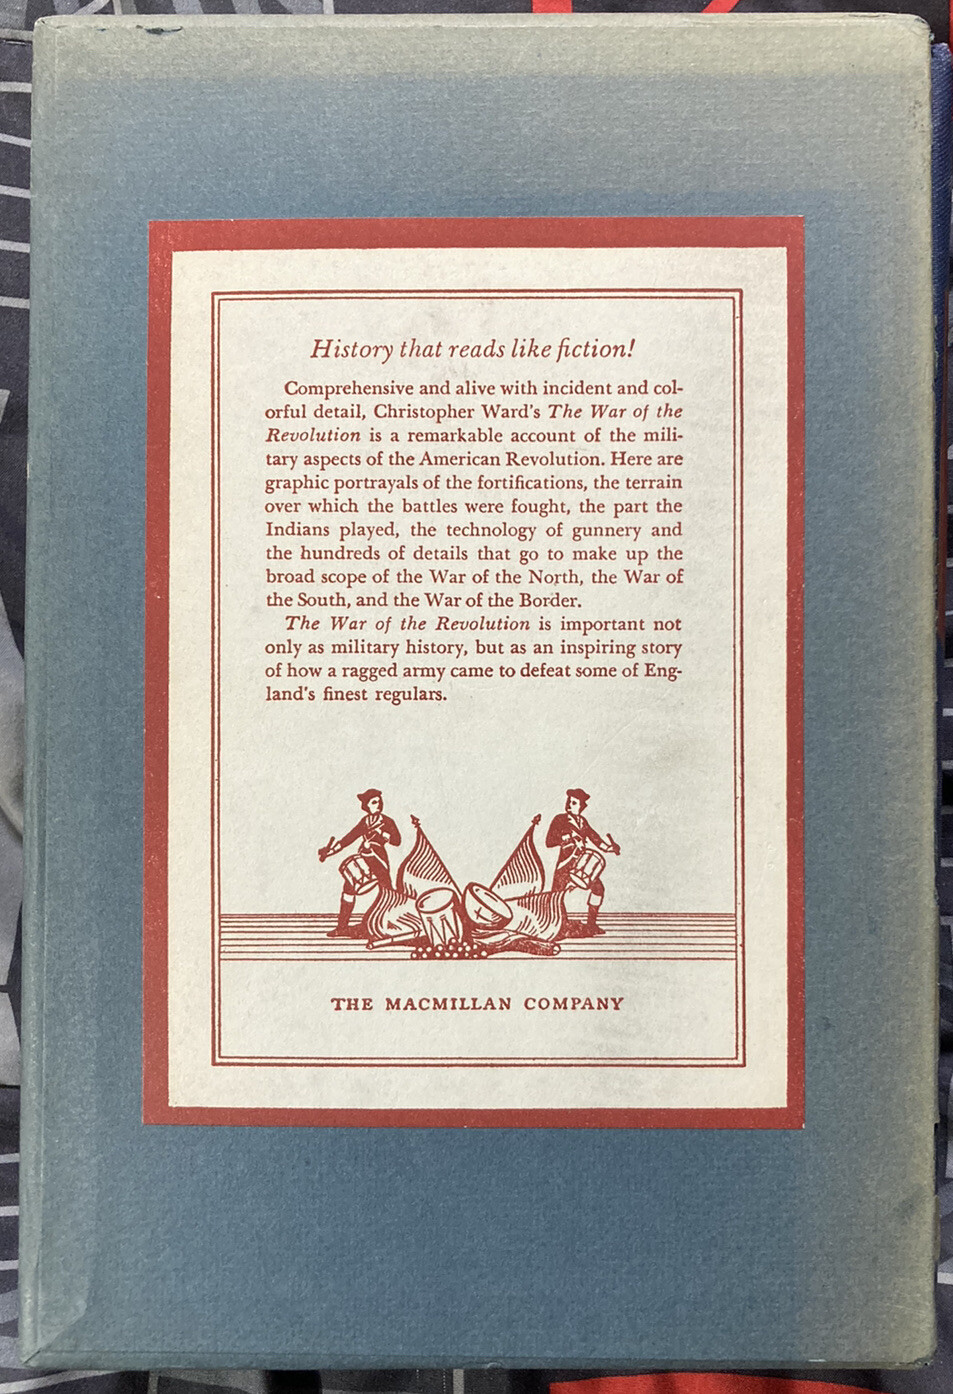 History that reads like fiction!
Comprehensive and alive with incident and col-
orful detail, Christopher Ward's The War of the
Revolution is a remarkable account of the mili-
tary aspects of the American Revolution. Here are
graphic portrayals of the fortifications, the terrain
over which the battles were fought, the part the
Indians played, the technology of gunnery and
the hundreds of details that go to make up the
broad scope of the War of the North, the War of
the South, and the War of the Border.
The War of the Revolution is important not
only as military history, but as an inspiring story
of how a ragged army came to defeat some of Eng-
land's finest regulars.
THE MACMILLAN COMPANY